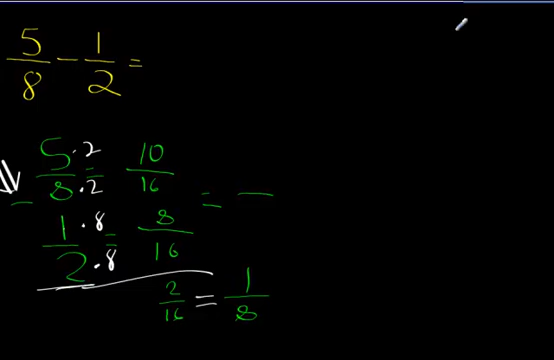 5/8 - 1/2 =
5·2/8·2 = 10/16
- = —
1·8/2·8 = 8/16
2/16 = 1/8